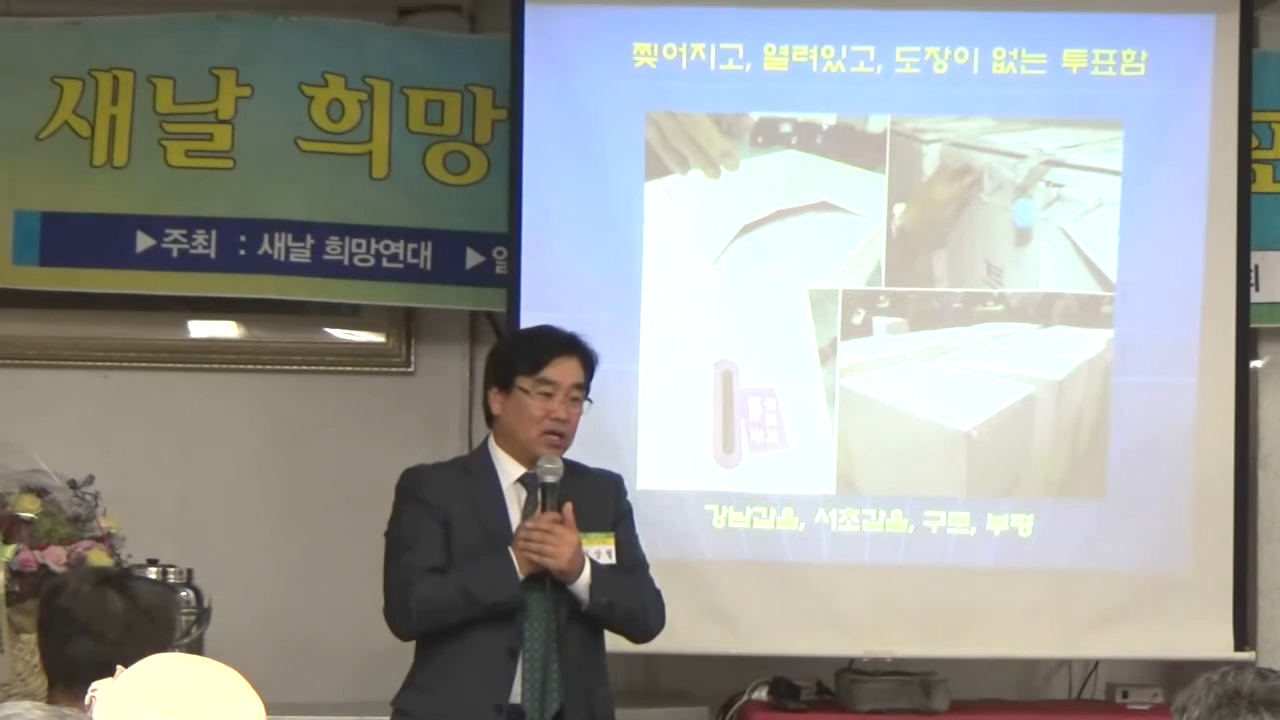 새날 희망
▶주최 : 새날 희망연대 ▶일
찢어지고, 열려있고, 도장이 없는 투표함
강남갑을, 서초갑을, 구로, 부평